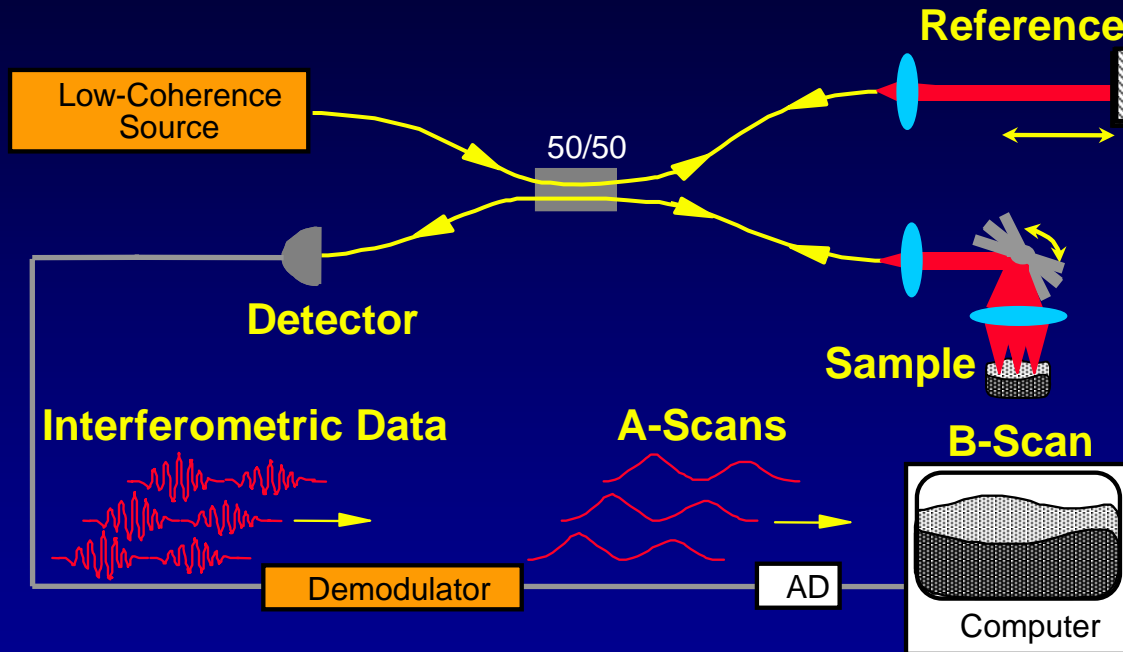 Reference
Low-Coherence
Source
50/50
Detector
Sample
Interferometric Data
A-Scans
B-Scan
Demodulator
AD
Computer